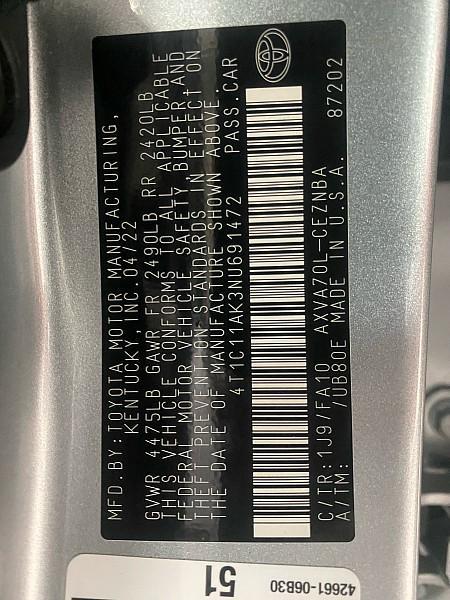 MFD.BY:TOYOTA MOTOR MANUFACTURING,
KENTUCKY, INC.04/22
GVWR 4475LB GAWR FR 2490LB RR 2420LB
THIS VEHICLE CONFORMS TO ALL APPLICABLE
FEDERAL MOTOR VEHICLE SAFETY BUMPER,AND
THEFT PREVENTION STANDARDS IN EFFECT ON
THE DATE OF MANUFACTURE SHOWN ABOVE.
4T1C11AK3NU691472 PASS.CAR
C/TR:1J9/FA10 AXVA70L-CEZNBA
A/TM: /UB80E MADE IN U.S.A. 87202
51
42661-06B30